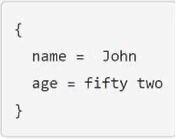 {
name =  John
age = fifty two
}